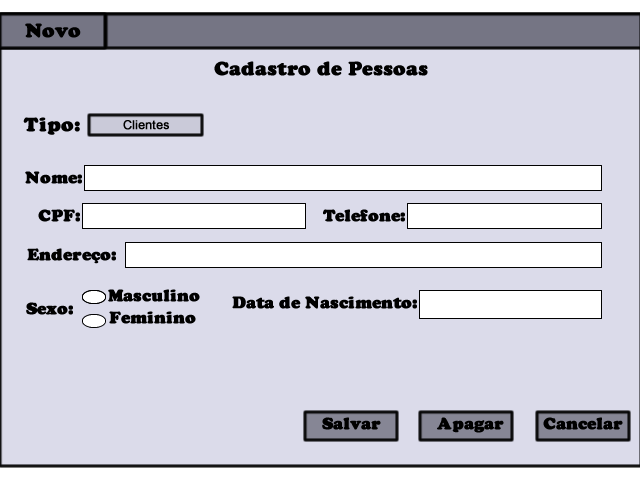 Novo
Cadastro de Pessoas
Tipo: Clientes
Nome:
CPF: Telefone:
Endereço:
Sexo: Masculino
Feminino
Data de Nascimento:
Salvar Apagar Cancelar